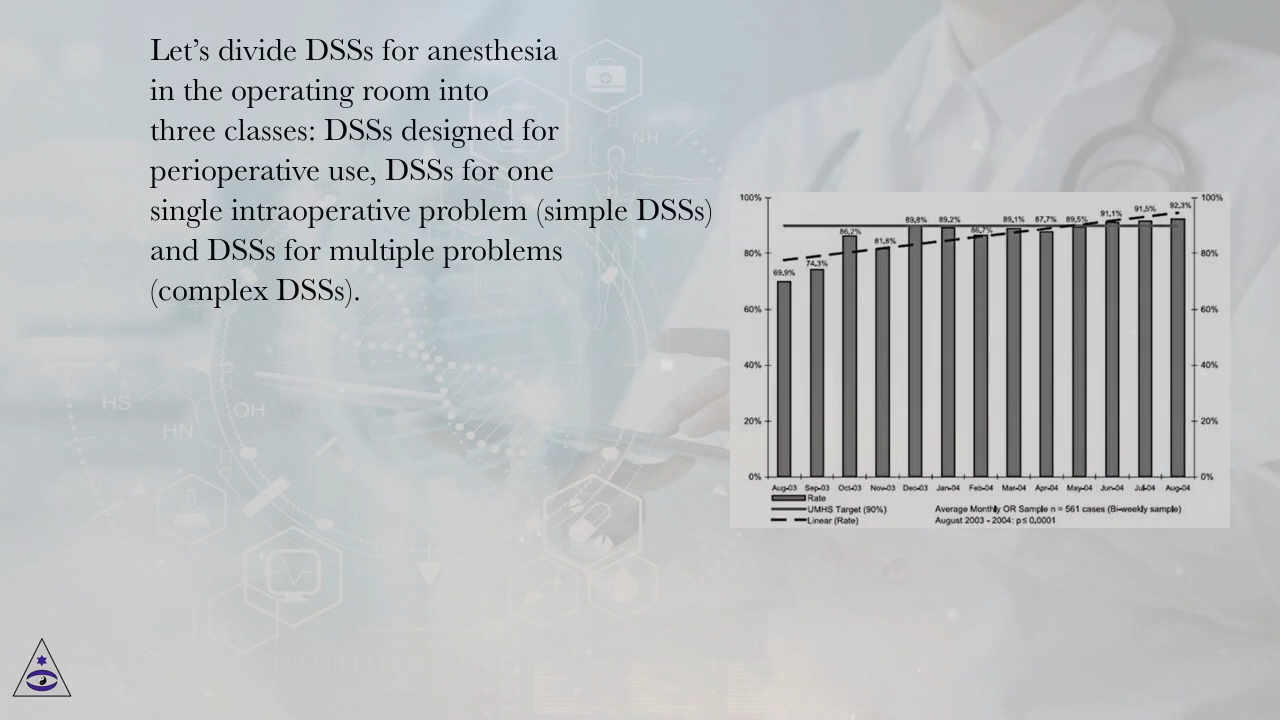 Let’s divide DSSs for anesthesia
in the operating room into
three classes: DSSs designed for
perioperative use, DSSs for one
single intraoperative problem (simple DSSs)
and DSSs for multiple problems
(complex DSSs).
100%
80%
60%
40%
20%
0%
69,9%
74,3%
86,2%
81,8%
89,8%
89,2%
86,7%
89,1%
87,7%
89,5%
91,1%
91,5%
92,3%
100%
80%
60%
40%
20%
0%
Aug-03 Sep-03 Oct-03 Nov-03 Dec-03 Jan-04 Feb-04 Mar-04 Apr-04 May-04 Jun-04 Jul-04 Aug-04
Rate
UMHS Target (90%)
Linear (Rate)
Average Monthly OR Sample n = 561 cases (Bi-weekly sample)
August 2003 - 2004: p≤ 0,0001
NH
HS
OH
HN